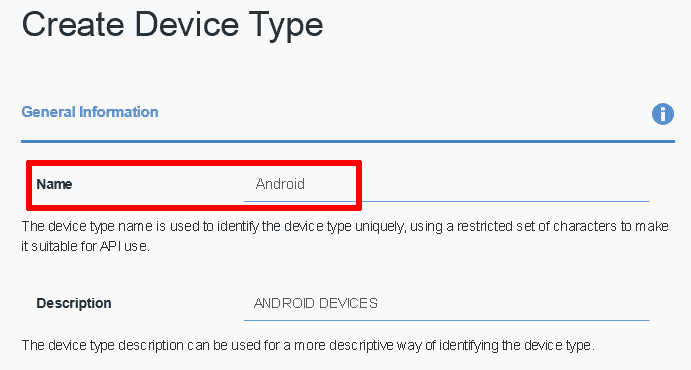 Create Device Type
General Information
Name Android
The device type name is used to identify the device type uniquely, using a restricted set of characters to make
it suitable for API use.
Description ANDROID DEVICES
The device type description can be used for a more descriptive way of identifying the device type.